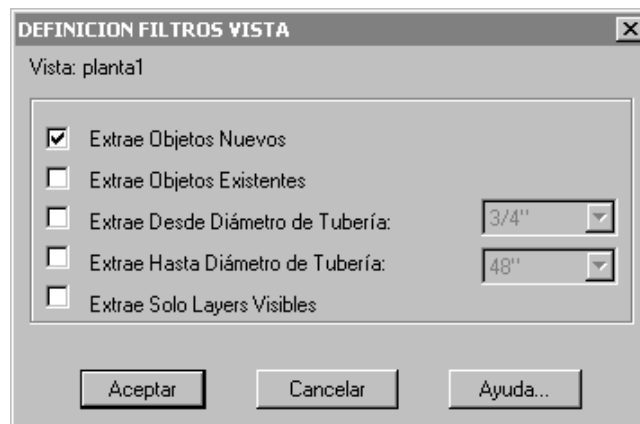 DEFINICION FILTROS VISTA
Vista: planta1
Extrae Objetos Nuevos
Extrae Objetos Existentes
Extrae Desde Diámetro de Tubería: 3/4"
Extrae Hasta Diámetro de Tubería: 48"
Extrae Solo Layers Visibles
Aceptar Cancelar Ayuda...